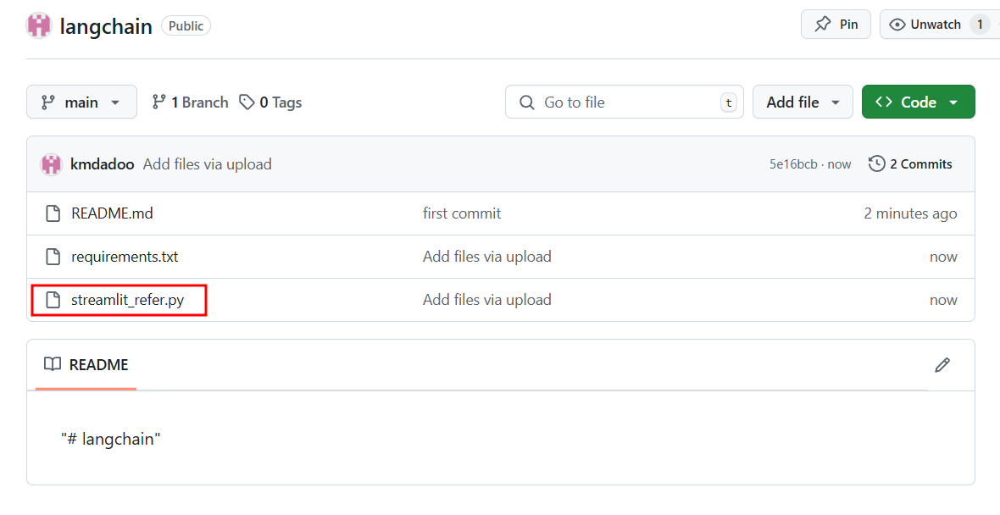 langchain Public Pin Unwatch 1
main 1 Branch 0 Tags Go to file t Add file Code
kmdadoo Add files via upload 5e16bcb · now 2 Commits
README.md first commit 2 minutes ago
requirements.txt Add files via upload now
streamlit_refer.py Add files via upload now
README
"# langchain"